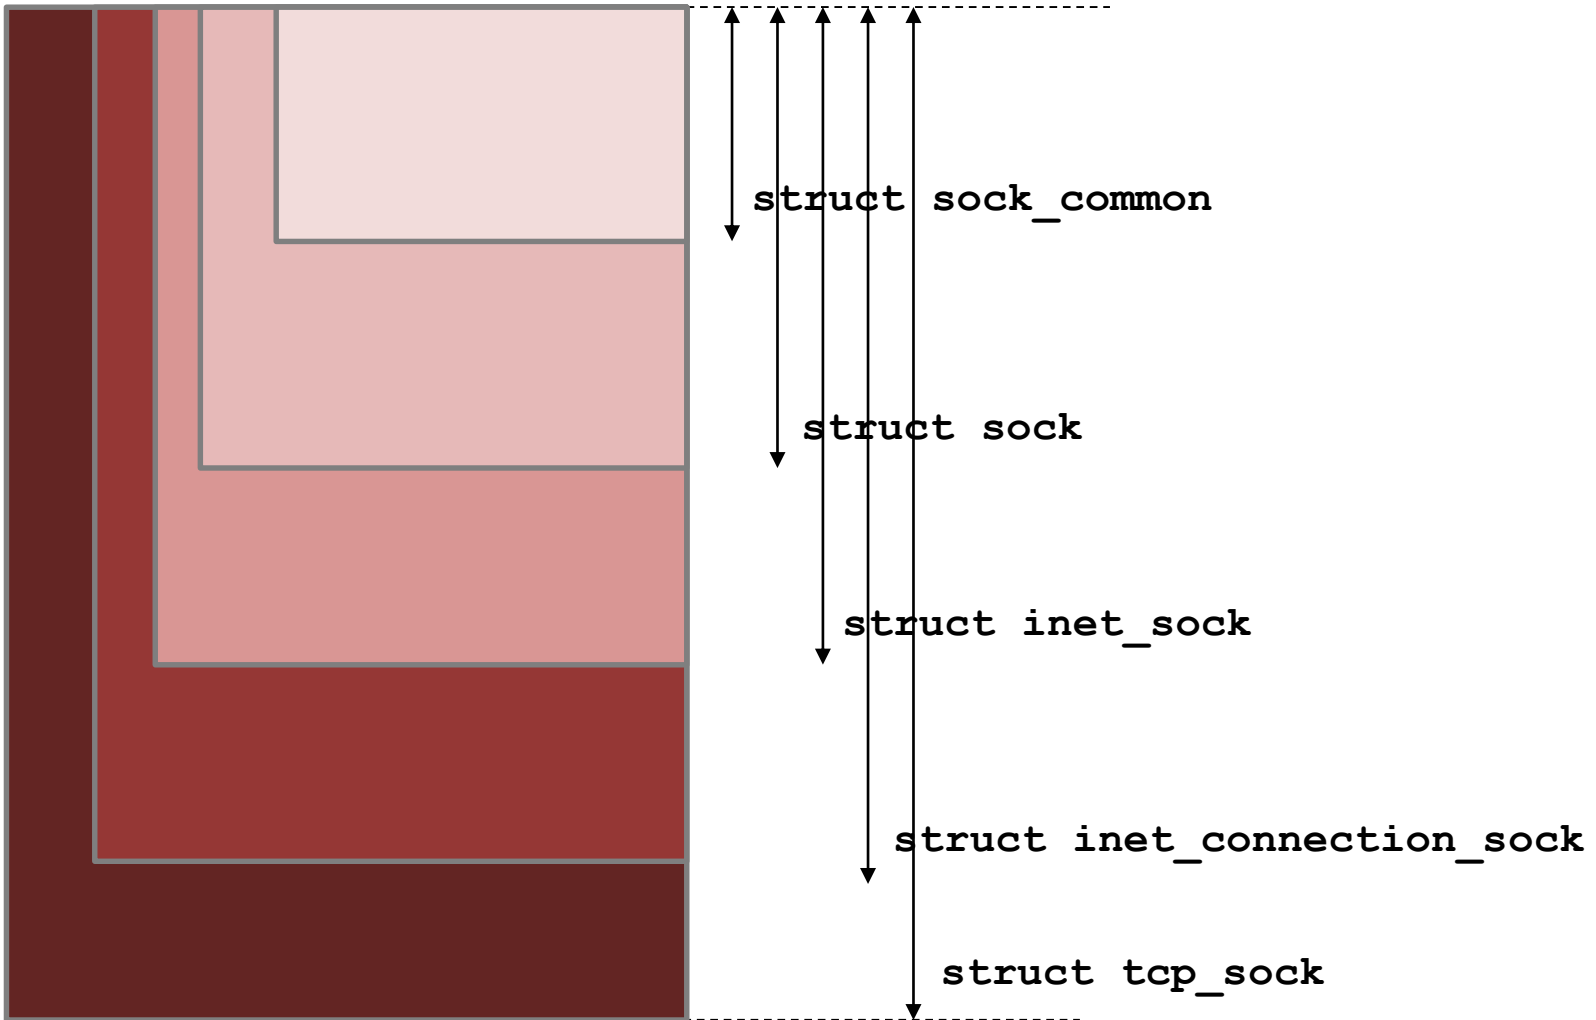 struct sock_common
struct sock
struct inet_sock
struct inet_connection_sock
struct tcp_sock